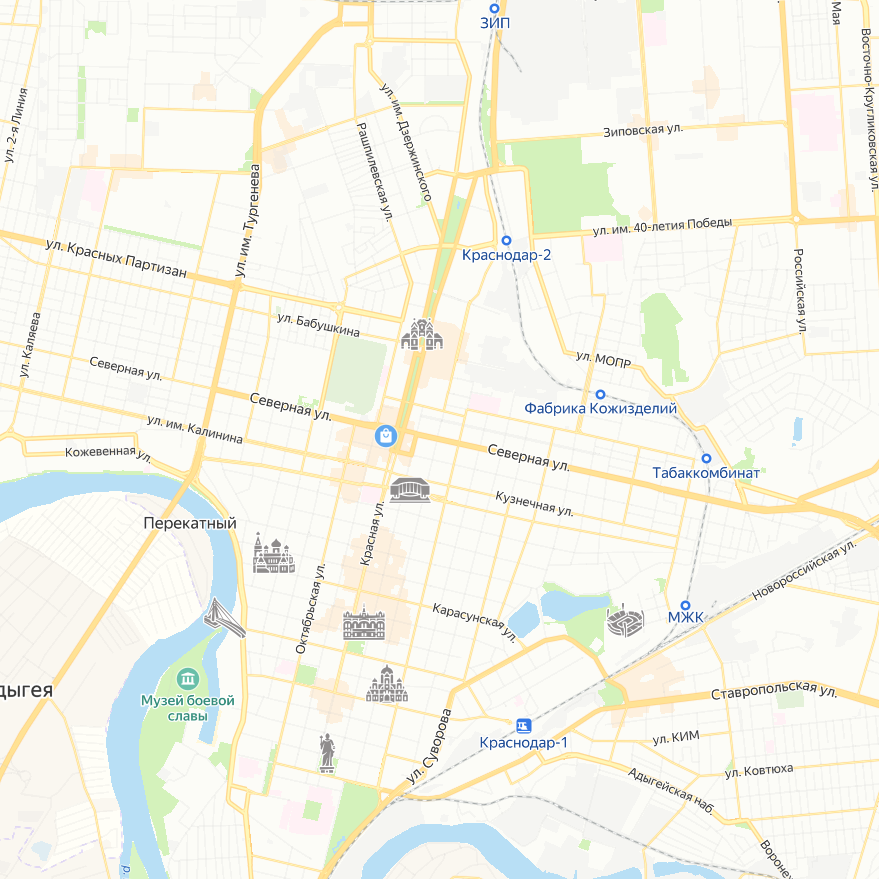 ЗИП
Мая
Восточно-Кругликовская ул.
ул. 2-я Линия
ул. им. Дзержинского
Рашпилевская ул.
Зиповская ул.
ул. им. Тургенева
ул. им. 40-летия Победы
ул. Красных Партизан
Краснодар-2
Российская ул.
ул. Бабушкина
ул. Каляева
ул. МОПР
Северная ул.
Северная ул.
Фабрика Кожизделий
ул. им. Калинина
Кожевенная ул.
Северная ул.
Табаккомбинат
Кузнечная ул.
Перекатный
Красная ул.
Новороссийская ул.
Октябрьская ул.
Карасунская ул.
МЖК
дыгея
Музей боевой
славы
Ставропольская ул.
ул. Суворова
Краснодар-1
ул. КИМ
ул. Ковтюха
Адыгейская наб.
Воронеж
р.